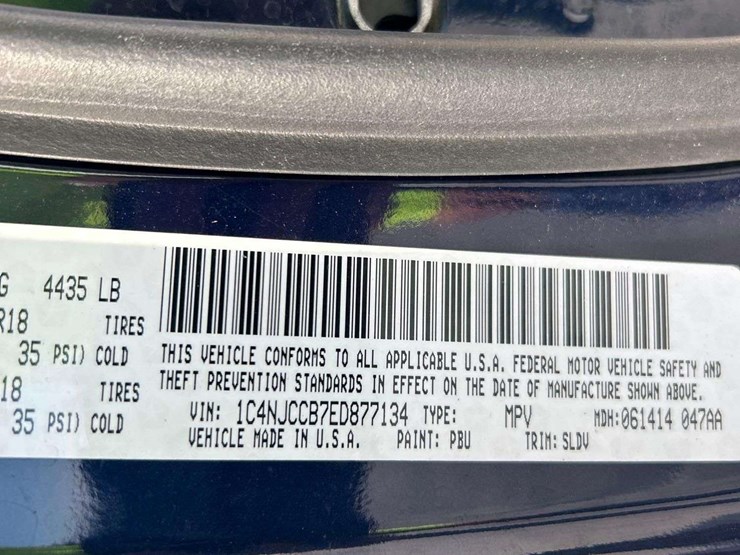 G 4435 LB
R18 TIRES
35 PSI) COLD THIS VEHICLE CONFORMS TO ALL APPLICABLE U.S.A. FEDERAL MOTOR VEHICLE SAFETY AND
18 TIRES THEFT PREVENTION STANDARDS IN EFFECT ON THE DATE OF MANUFACTURE SHOWN ABOVE.
35 PSI) COLD VIN: 1C4NJCCB7ED877134 TYPE: MPV MDH:061414 047AA
VEHICLE MADE IN U.S.A. PAINT: PBU TRIM: SLDV